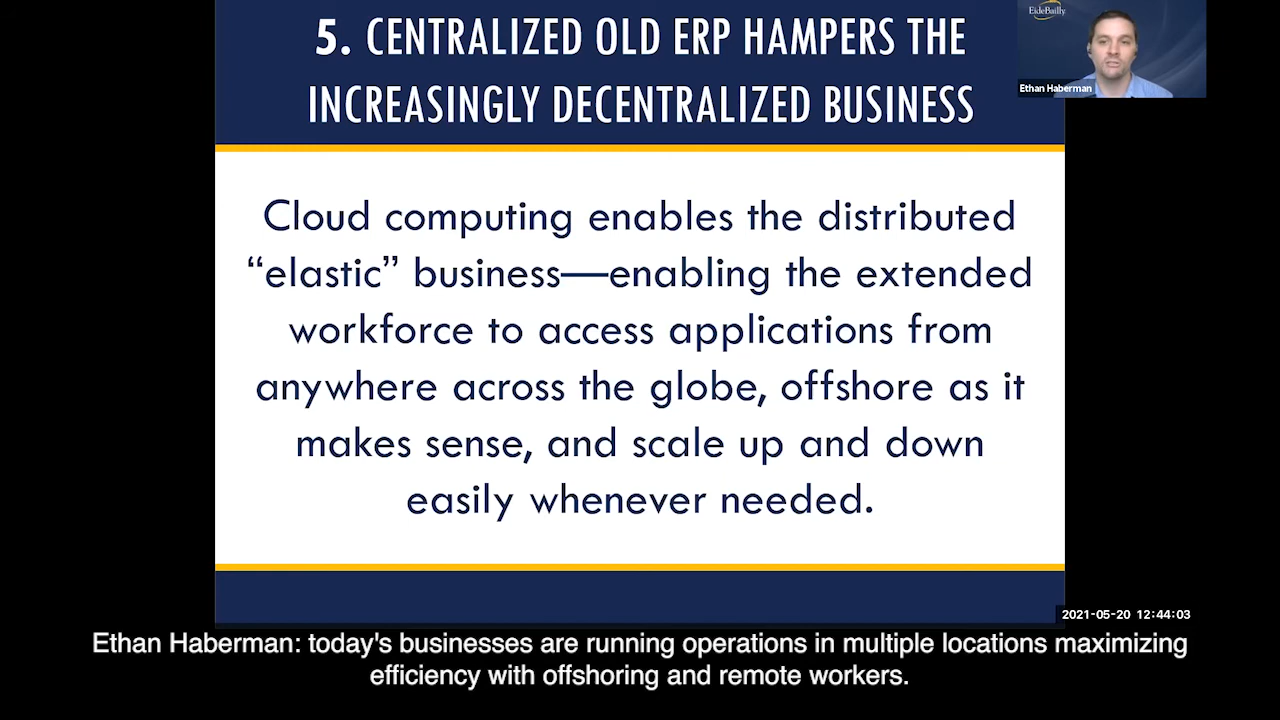 5. CENTRALIZED OLD ERP HAMPERS THE
INCREASINGLY DECENTRALIZED BUSINESS
EideBailly
Ethan Haberman
Cloud computing enables the distributed
“elastic” business—enabling the extended
workforce to access applications from
anywhere across the globe, offshore as it
makes sense, and scale up and down
easily whenever needed.
2021-05-20 12:44:03
Ethan Haberman: today's businesses are running operations in multiple locations maximizing
efficiency with offshoring and remote workers.